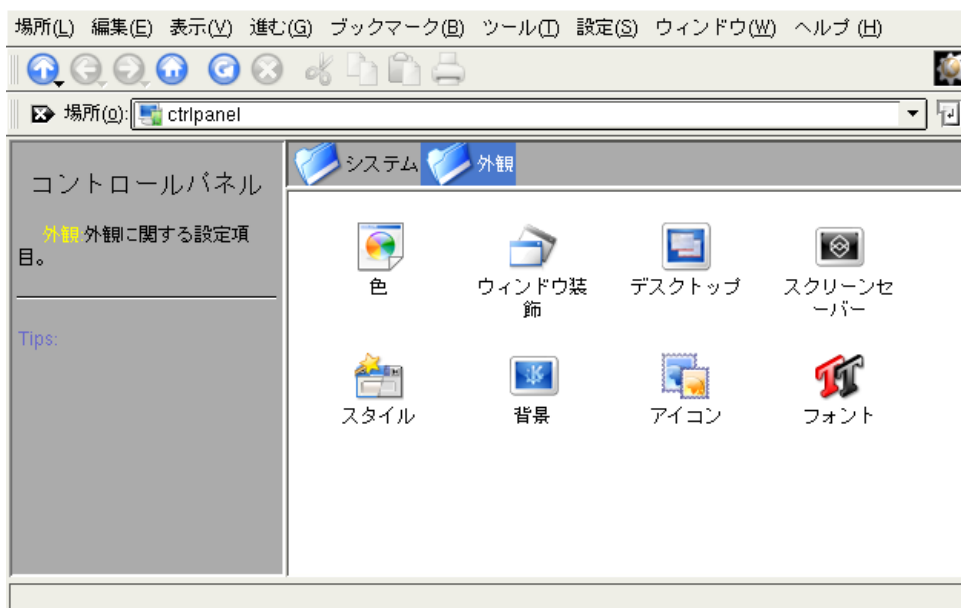 場所(L) 編集(E) 表示(V) 進む(G) ブックマーク(B) ツール(T) 設定(S) ウィンドウ(W) ヘルプ (H)
場所(o): ctrlpanel
コントロールパネル
外観:外観に関する設定項
目。
Tips:
システム 外観
色 ウィンドウ装 デスクトップ スクリーンセ
飾 ーバー
スタイル 背景 アイコン フォント